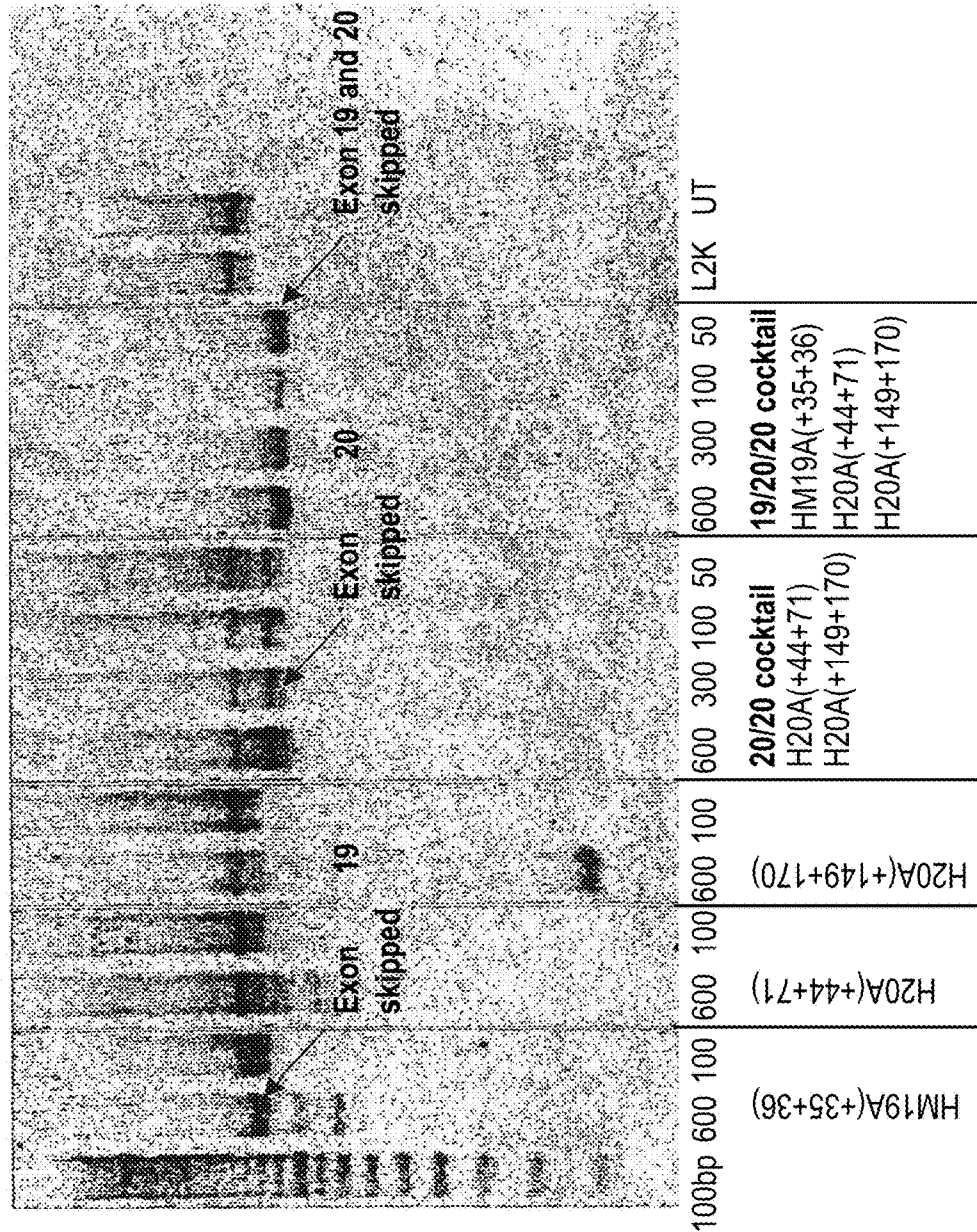 Exon 19
skipped
Exon 20
skipped
Exon 19 and 20
skipped
100bp 600 100 600 100 600 100 600 300 100 50 600 300 100 50 L2K UT
HM19A(+35+36)
H20A(+44+71)
H20A(+149+170)
20/20 cocktail
H20A(+44+71)
H20A(+149+170)
19/20/20 cocktail
HM19A(+35+36)
H20A(+44+71)
H20A(+149+170)